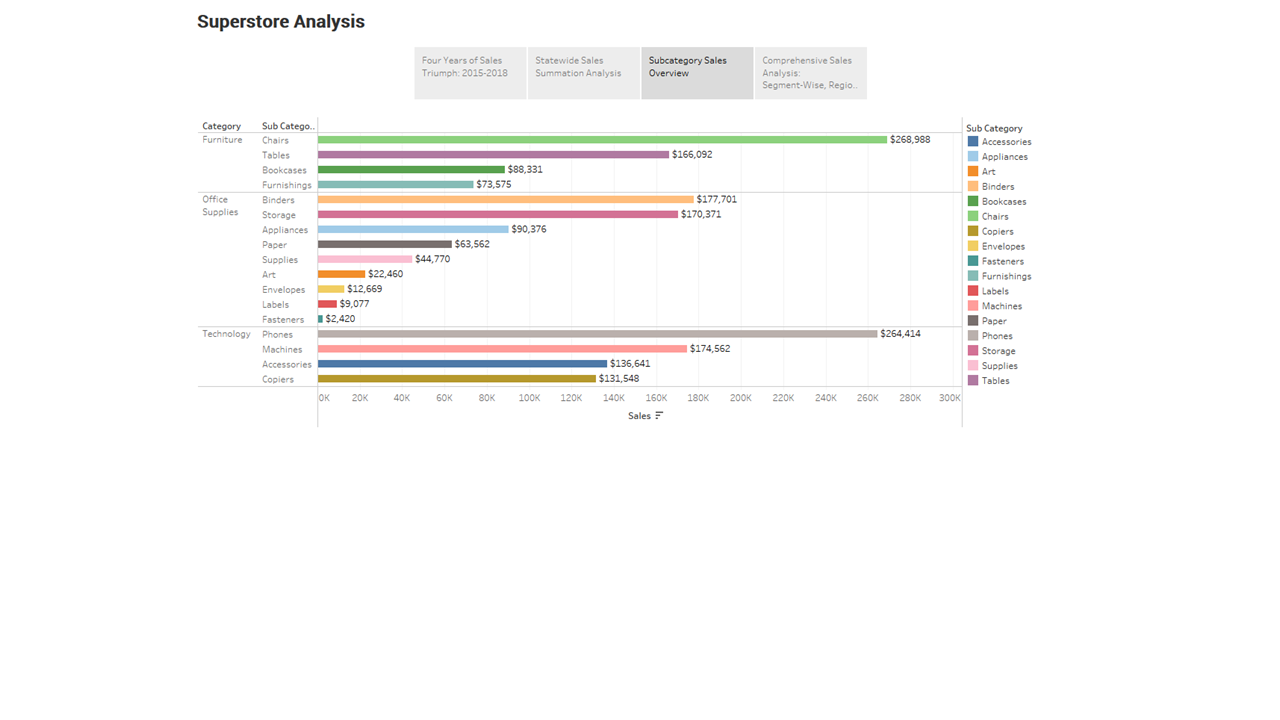 Superstore Analysis
Four Years of Sales
Triumph: 2015-2018
Statewide Sales
Summation Analysis
Subcategory Sales
Overview
Comprehensive Sales
Analysis:
Segment-Wise, Regio..
Category Sub Catego..
Furniture Chairs $268,988
Tables $166,092
Bookcases $88,331
Furnishings $73,575
Office
Supplies
Binders $177,701
Storage $170,371
Appliances $90,376
Paper $63,562
Supplies $44,770
Art $22,460
Envelopes $12,669
Labels $9,077
Fasteners $2,420
Technology Phones $264,414
Machines $174,562
Accessories $136,641
Copiers $131,548
0K 20K 40K 60K 80K 100K 120K 140K 160K 180K 200K 220K 240K 260K 280K 300K
Sales
Sub Category
Accessories
Appliances
Art
Binders
Bookcases
Chairs
Copiers
Envelopes
Fasteners
Furnishings
Labels
Machines
Paper
Phones
Storage
Supplies
Tables